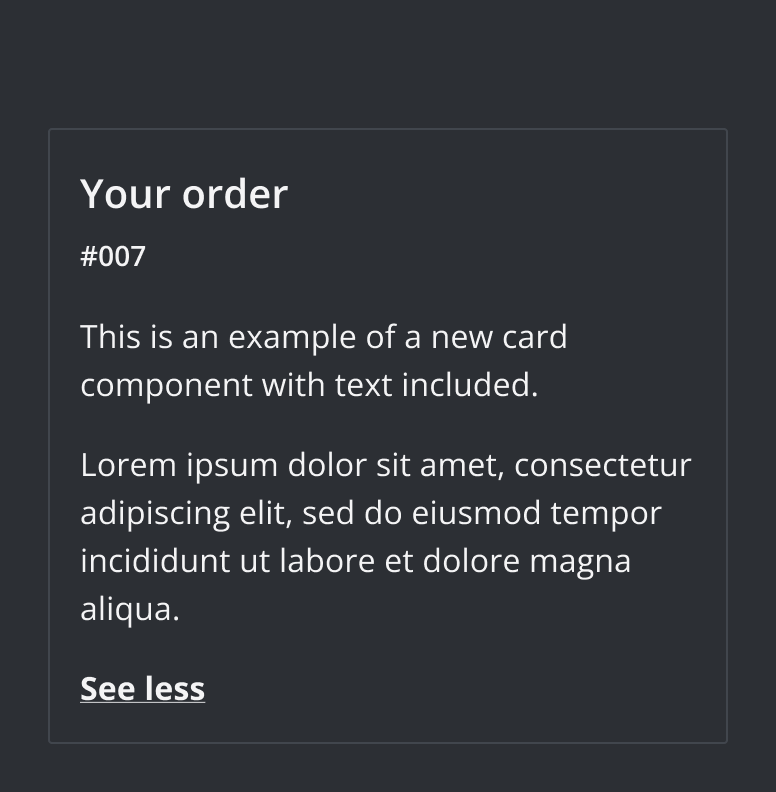 Your order
#007
This is an example of a new card
component with text included.
Lorem ipsum dolor sit amet, consectetur
adipiscing elit, sed do eiusmod tempor
incididunt ut labore et dolore magna
aliqua.
See less